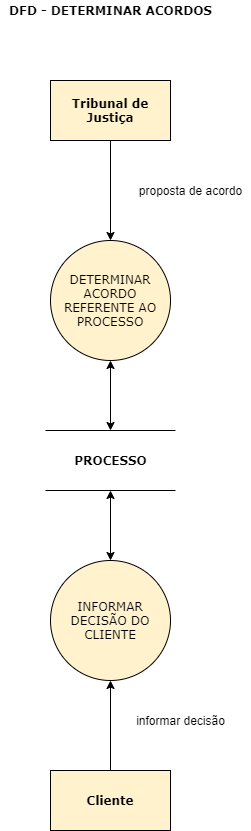 DFD - DETERMINAR ACORDOS
Tribunal de
Justiça
proposta de acordo
DETERMINAR
ACORDO
REFERENTE AO
PROCESSO
PROCESSO
INFORMAR
DECISÃO DO
CLIENTE
informar decisão
Cliente